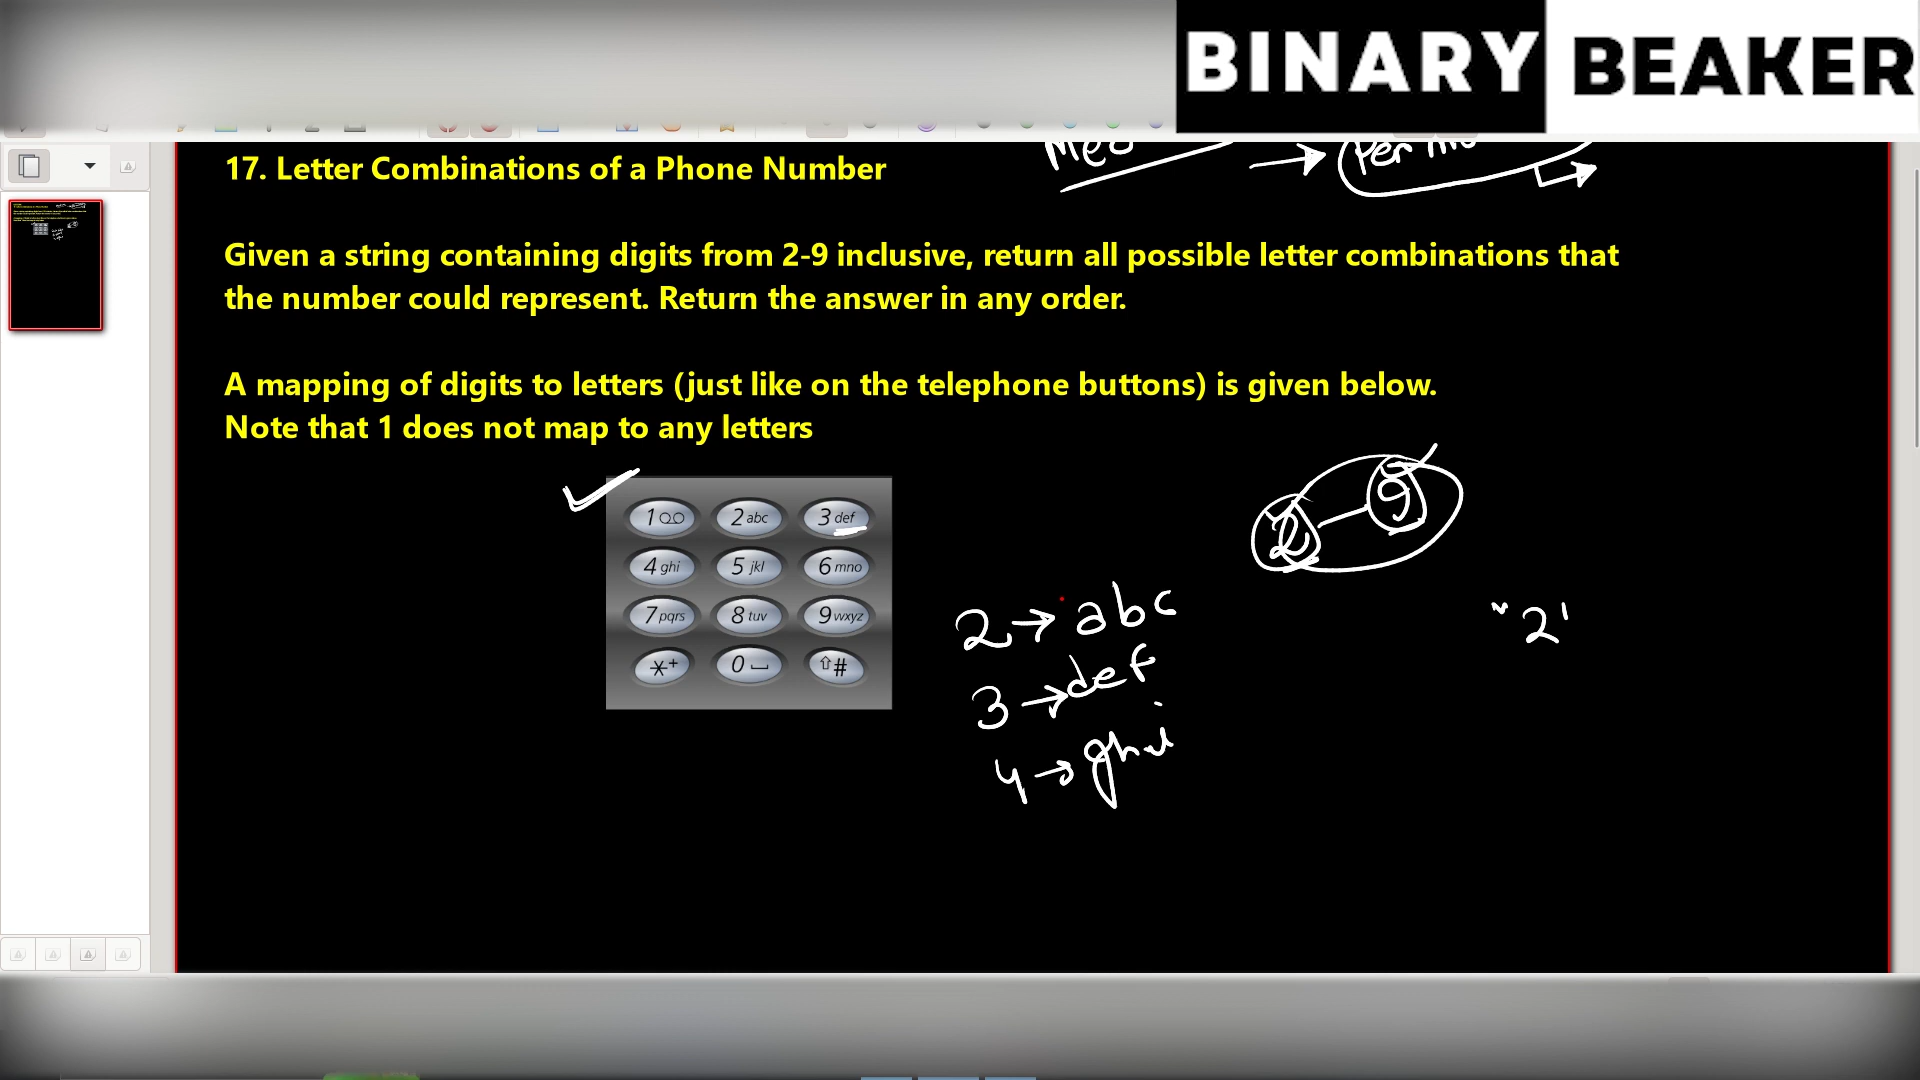 BINARY BEAKER
17. Letter Combinations of a Phone Number
Given a string containing digits from 2-9 inclusive, return all possible letter combinations that
the number could represent. Return the answer in any order.
A mapping of digits to letters (just like on the telephone buttons) is given below.
Note that 1 does not map to any letters
1 2 abc 3 def
4 ghi 5 jkl 6 mno
7 pqrs 8 tuv 9 wxyz
*+ 0 #
2 - 9
2 → abc
"2'
3 → def
4 → ghi